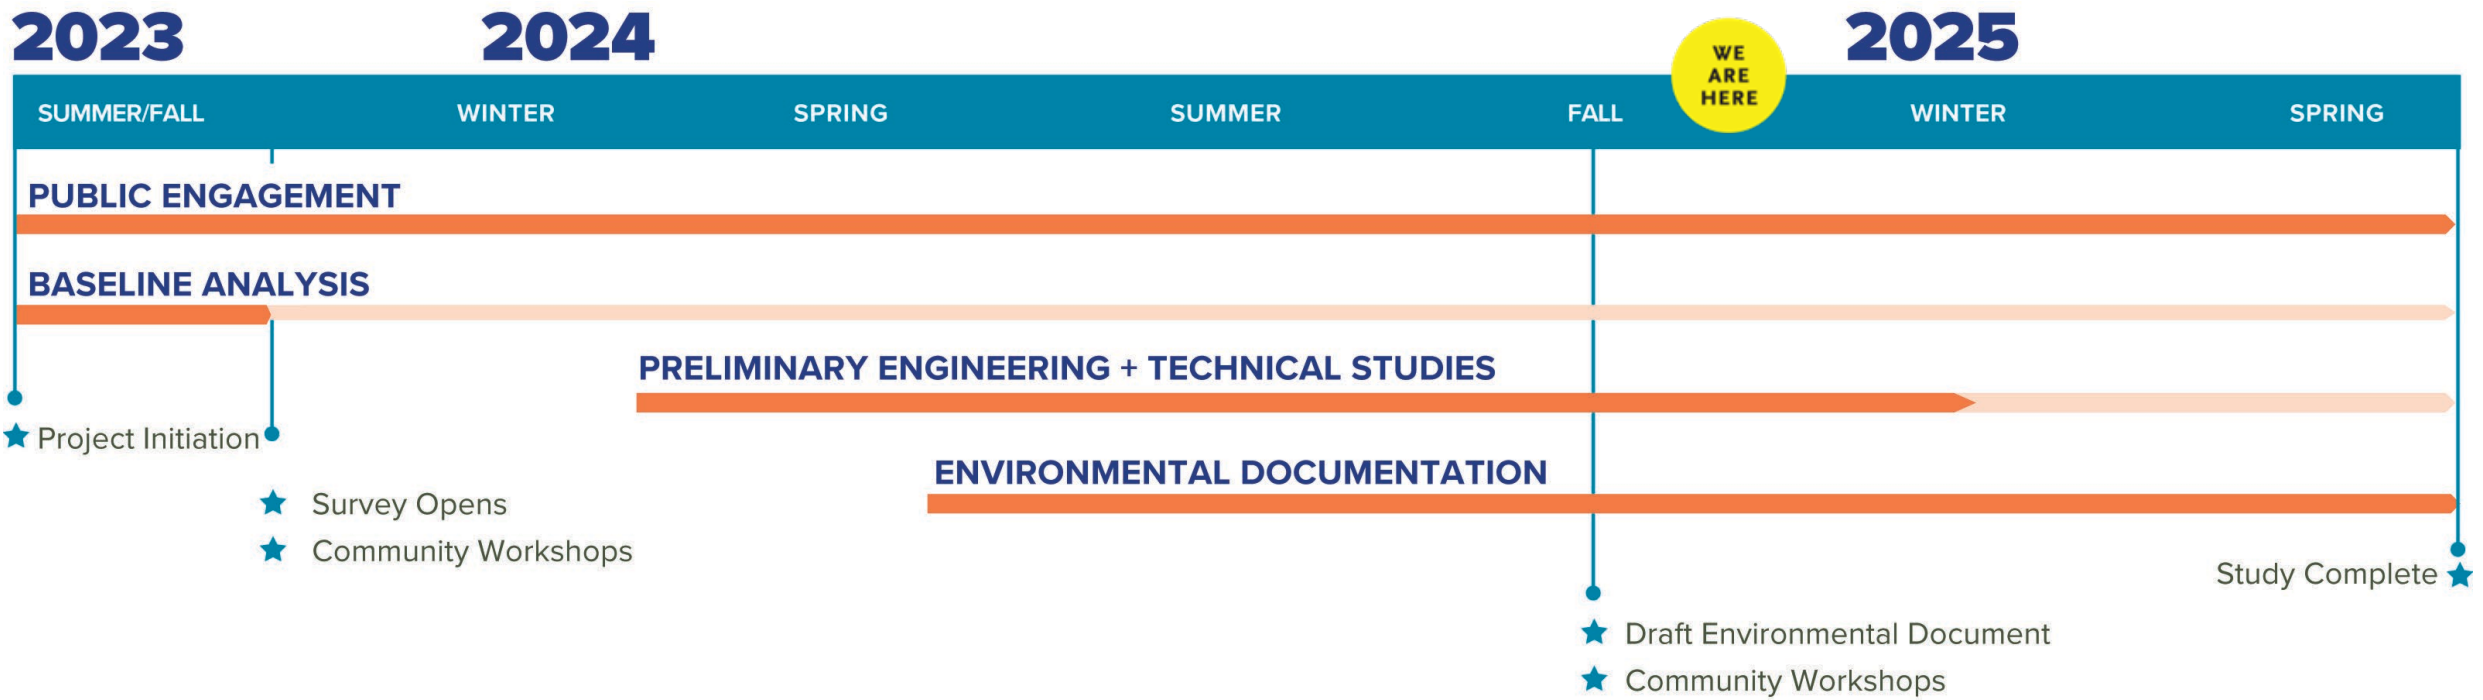 2023
2024
2025
WE
ARE
HERE
SUMMER/FALL
WINTER
SPRING
SUMMER
FALL
WINTER
SPRING
PUBLIC ENGAGEMENT
BASELINE ANALYSIS
PRELIMINARY ENGINEERING + TECHNICAL STUDIES
Project Initiation
ENVIRONMENTAL DOCUMENTATION
Survey Opens
Community Workshops
Study Complete
Draft Environmental Document
Community Workshops